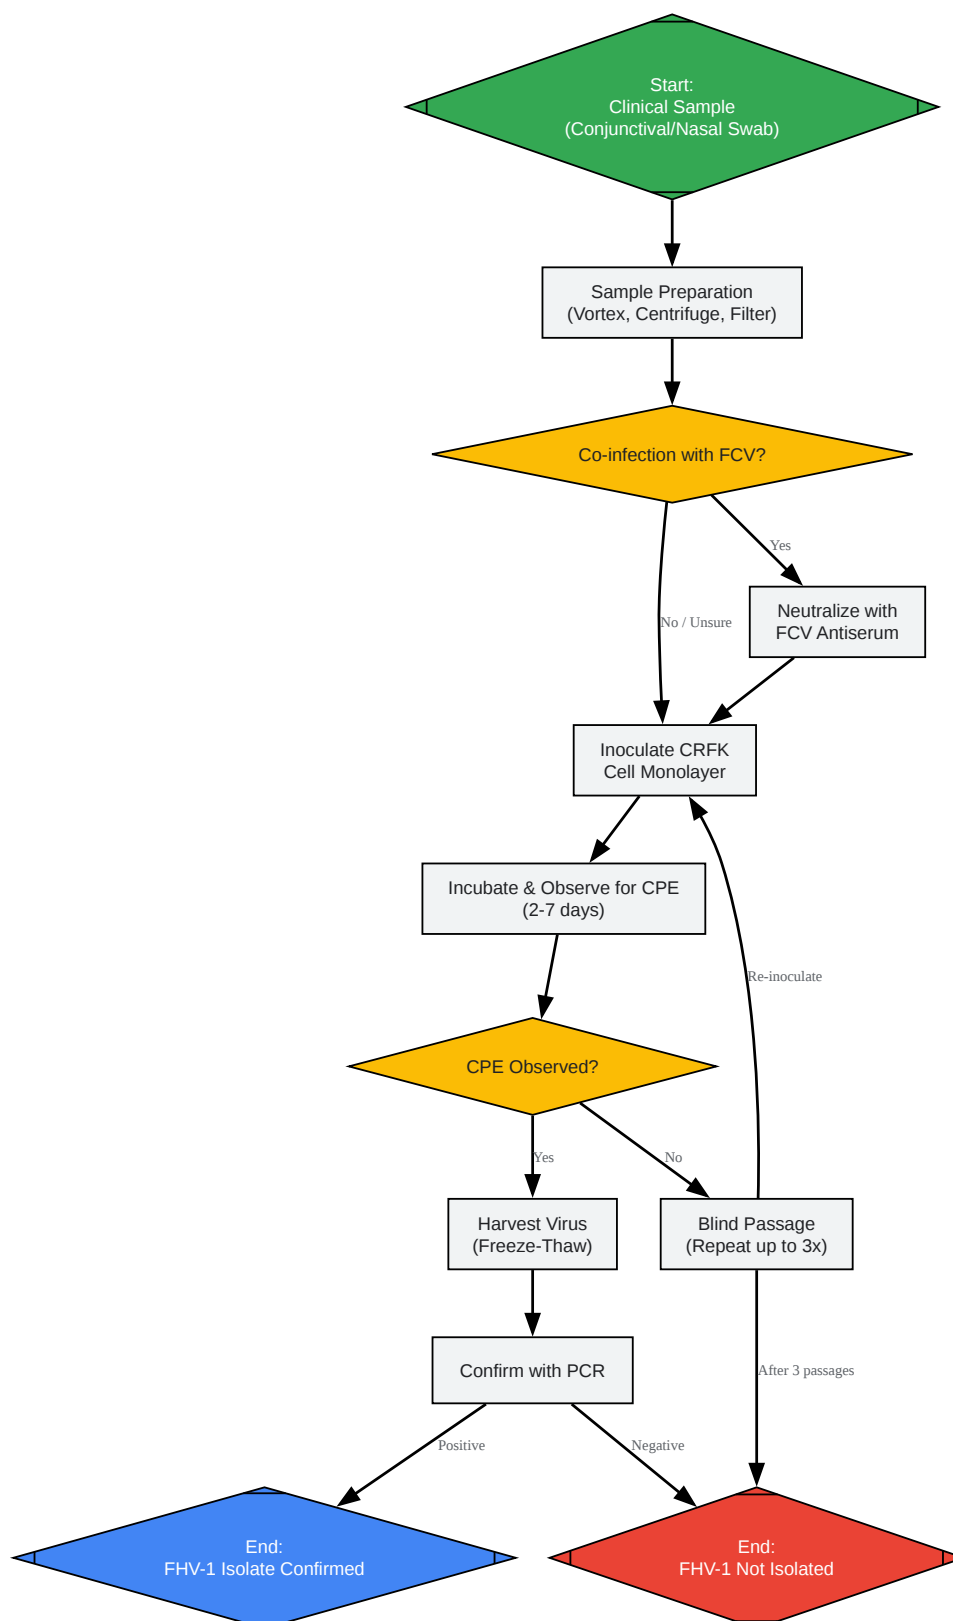 Start:
Clinical Sample
(Conjunctival/Nasal Swab)
Sample Preparation
(Vortex, Centrifuge, Filter)
Co-infection with FCV?
Yes
Neutralize with
FCV Antiserum
No / Unsure
Inoculate CRFK
Cell Monolayer
Incubate & Observe for CPE
(2-7 days)
Re-inoculate
CPE Observed?
Yes
No
Harvest Virus
(Freeze-Thaw)
Blind Passage
(Repeat up to 3x)
Confirm with PCR
After 3 passages
Positive
Negative
End:
FHV-1 Isolate Confirmed
End:
FHV-1 Not Isolated